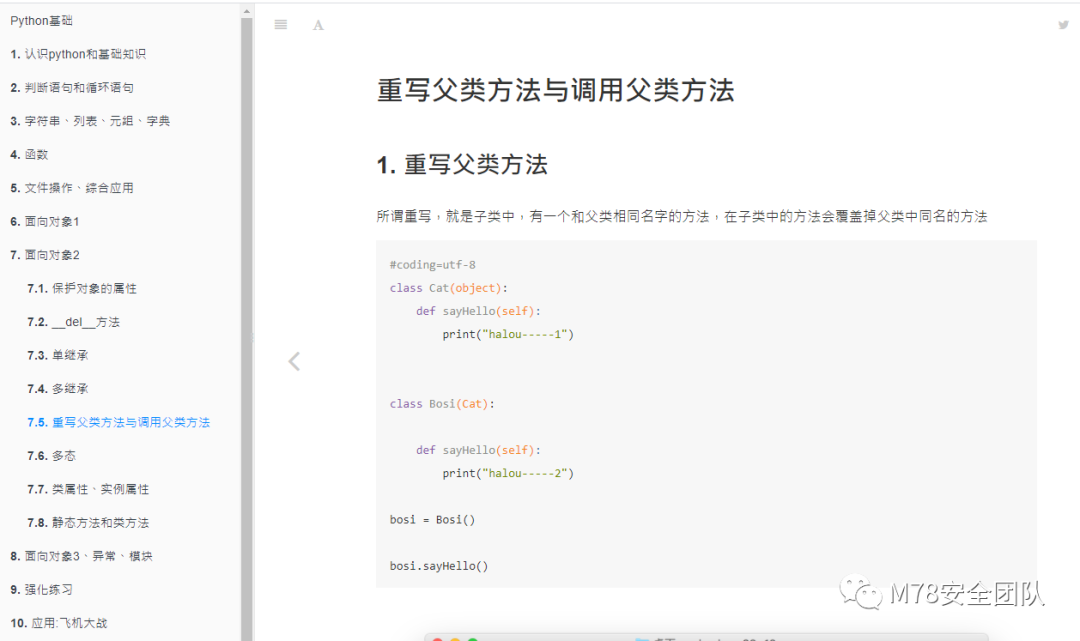 Python基础
1. 认识python和基础知识
2. 判断语句和循环语句
3. 字符串、列表、元组、字典
4. 函数
5. 文件操作、综合应用
6. 面向对象1
7. 面向对象2
7.1. 保护对象的属性
7.2. __del__方法
7.3. 单继承
7.4. 多继承
7.5. 重写父类方法与调用父类方法
7.6. 多态
7.7. 类属性、实例属性
7.8. 静态方法和类方法
8. 面向对象3、异常、模块
9. 强化练习
10. 应用:飞机大战
A
重写父类方法与调用父类方法
1. 重写父类方法
所谓重写，就是子类中，有一个和父类相同名字的方法，在子类中的方法会覆盖掉父类中同名的方法
#coding=utf-8
class Cat(object):
def sayHello(self):
print("halou-----1")
class Bosi(Cat):
def sayHello(self):
print("halou-----2")
bosi = Bosi()
bosi.sayHello()
M78安全团队